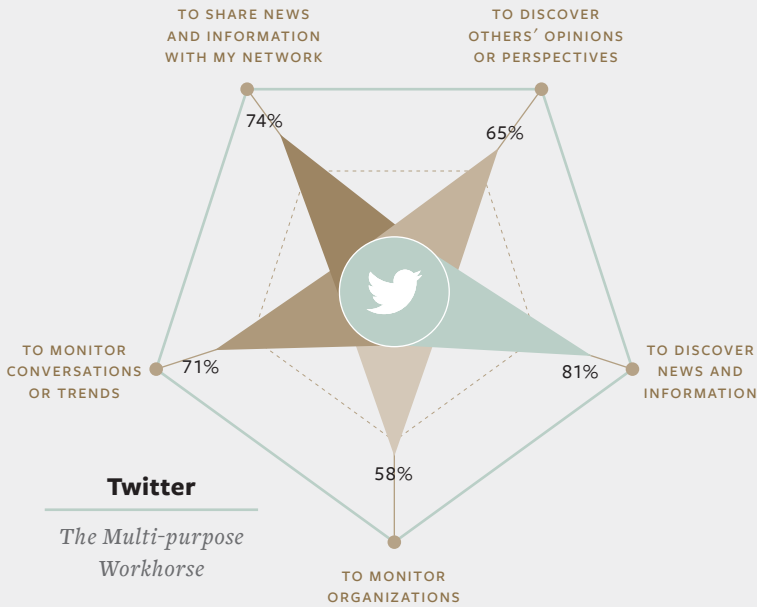 TO SHARE NEWS
AND INFORMATION
WITH MY NETWORK
TO DISCOVER
OTHERS' OPINIONS
OR PERSPECTIVES
74%
65%
TO MONITOR
CONVERSATIONS
OR TRENDS
71%
81%
TO DISCOVER
NEWS AND
INFORMATION
58%
Twitter
The Multi-purpose
Workhorse
TO MONITOR
ORGANIZATIONS